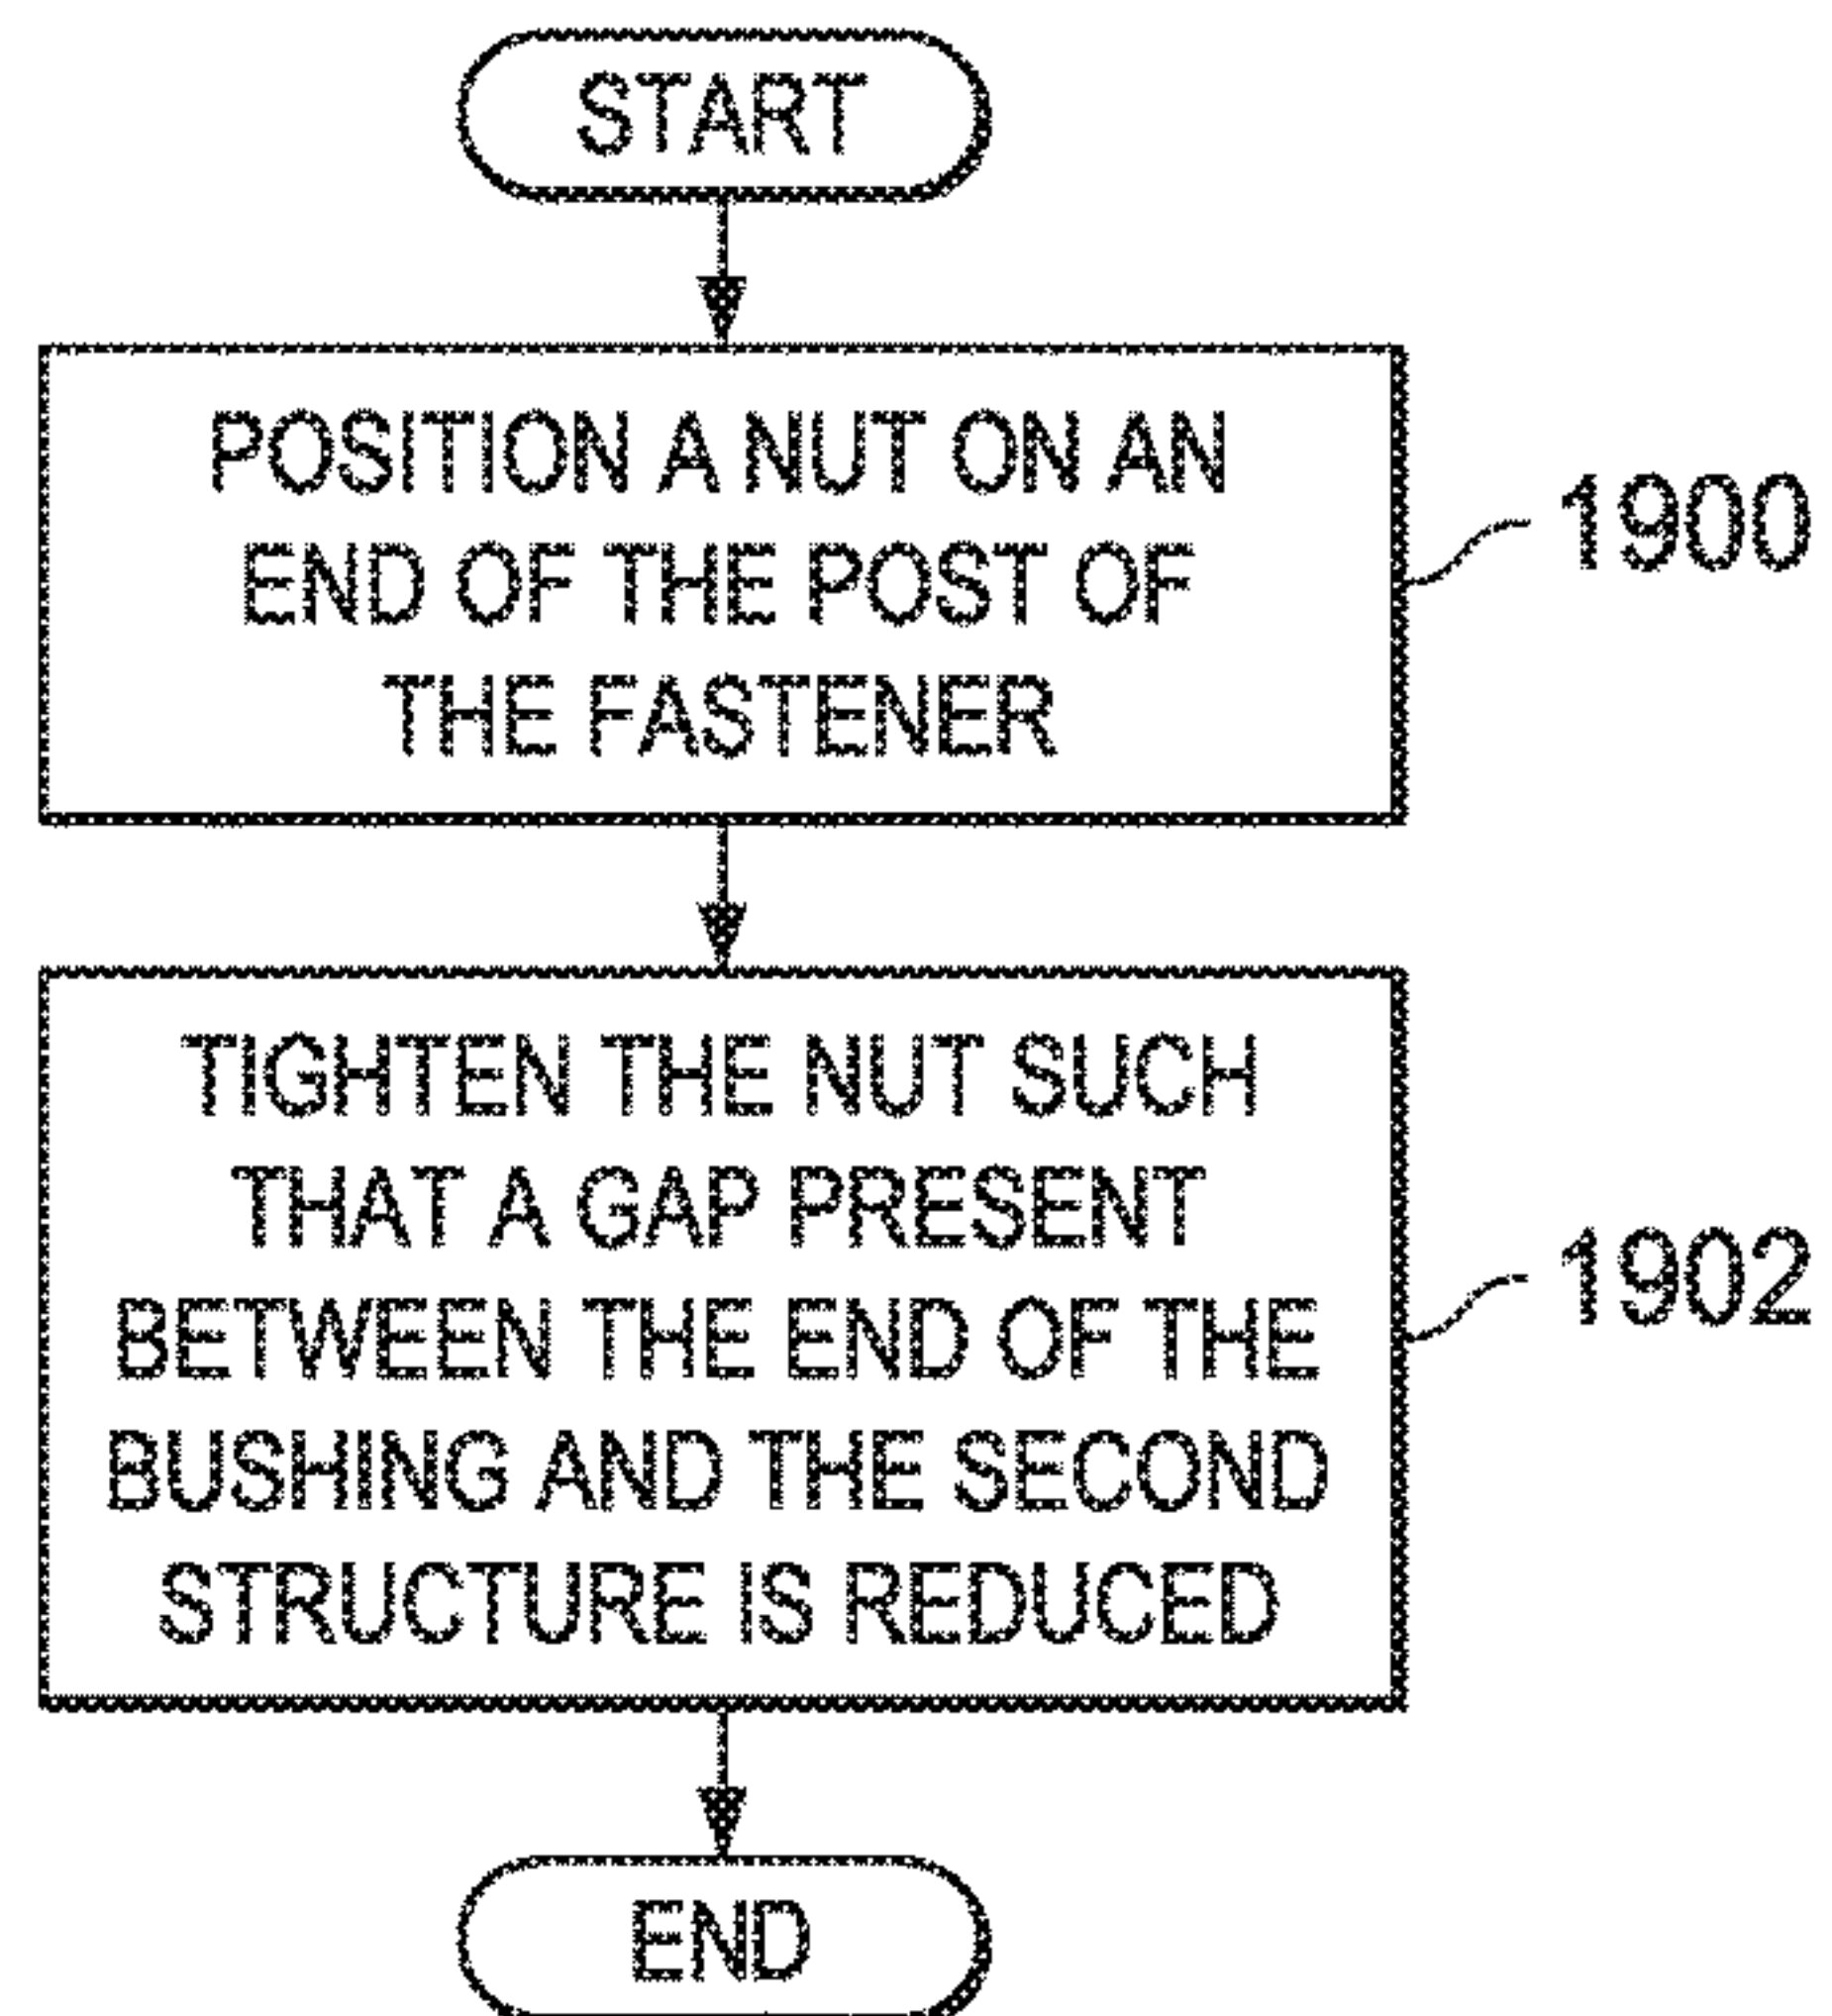 START
POSITION A NUT ON AN
END OF THE POST OF
THE FASTENER
1900
TIGHTEN THE NUT SUCH
THAT A GAP PRESENT
BETWEEN THE END OF THE
BUSHING AND THE SECOND
STRUCTURE IS REDUCED
1902
END